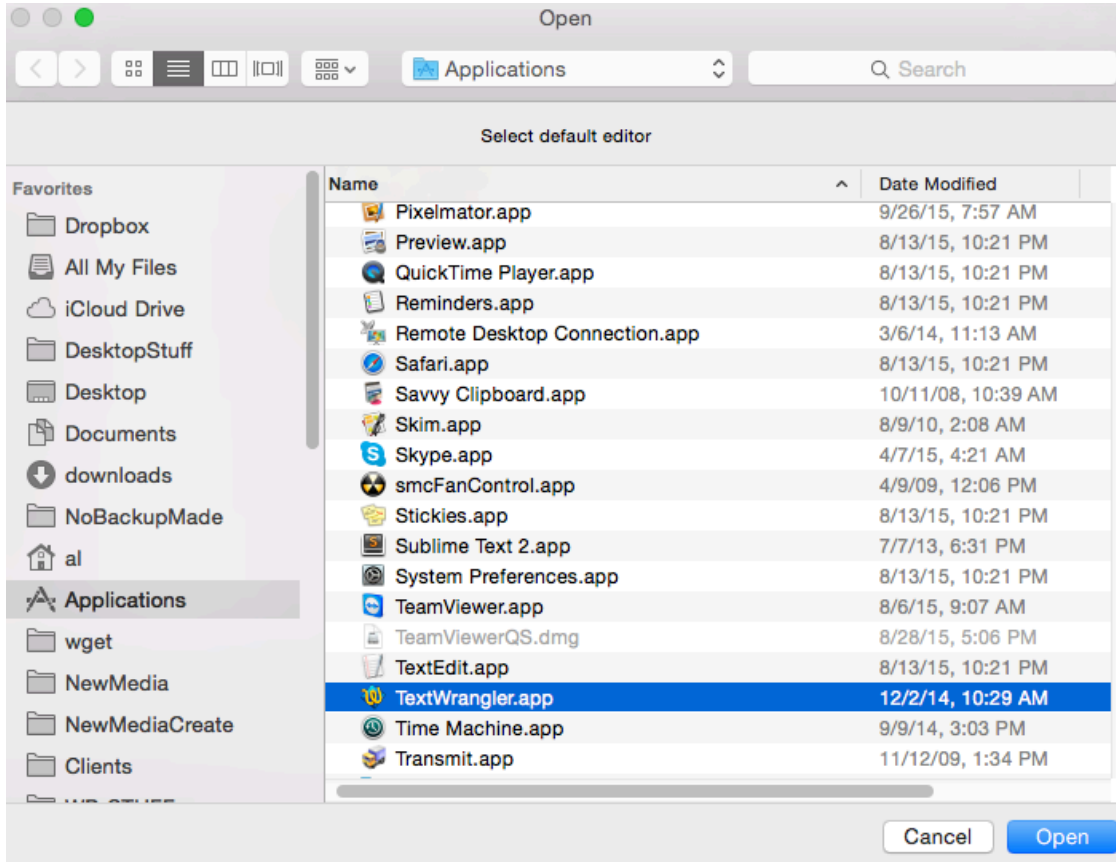 Open
Applications
Search
Select default editor
Favorites
Dropbox
All My Files
iCloud Drive
DesktopStuff
Desktop
Documents
downloads
NoBackupMade
al
Applications
wget
NewMedia
NewMediaCreate
Clients
Name Date Modified
Pixelmator.app 9/26/15, 7:57 AM
Preview.app 8/13/15, 10:21 PM
QuickTime Player.app 8/13/15, 10:21 PM
Reminders.app 8/13/15, 10:21 PM
Remote Desktop Connection.app 3/6/14, 11:13 AM
Safari.app 8/13/15, 10:21 PM
Savvy Clipboard.app 10/11/08, 10:39 AM
Skim.app 8/9/10, 2:08 AM
Skype.app 4/7/15, 4:21 AM
smcFanControl.app 4/9/09, 12:06 PM
Stickies.app 8/13/15, 10:21 PM
Sublime Text 2.app 7/7/13, 6:31 PM
System Preferences.app 8/13/15, 10:21 PM
TeamViewer.app 8/6/15, 9:07 AM
TeamViewerQS.dmg 8/28/15, 5:06 PM
TextEdit.app 8/13/15, 10:21 PM
TextWrangler.app 12/2/14, 10:29 AM
Time Machine.app 9/9/14, 3:03 PM
Transmit.app 11/12/09, 1:34 PM
Cancel Open